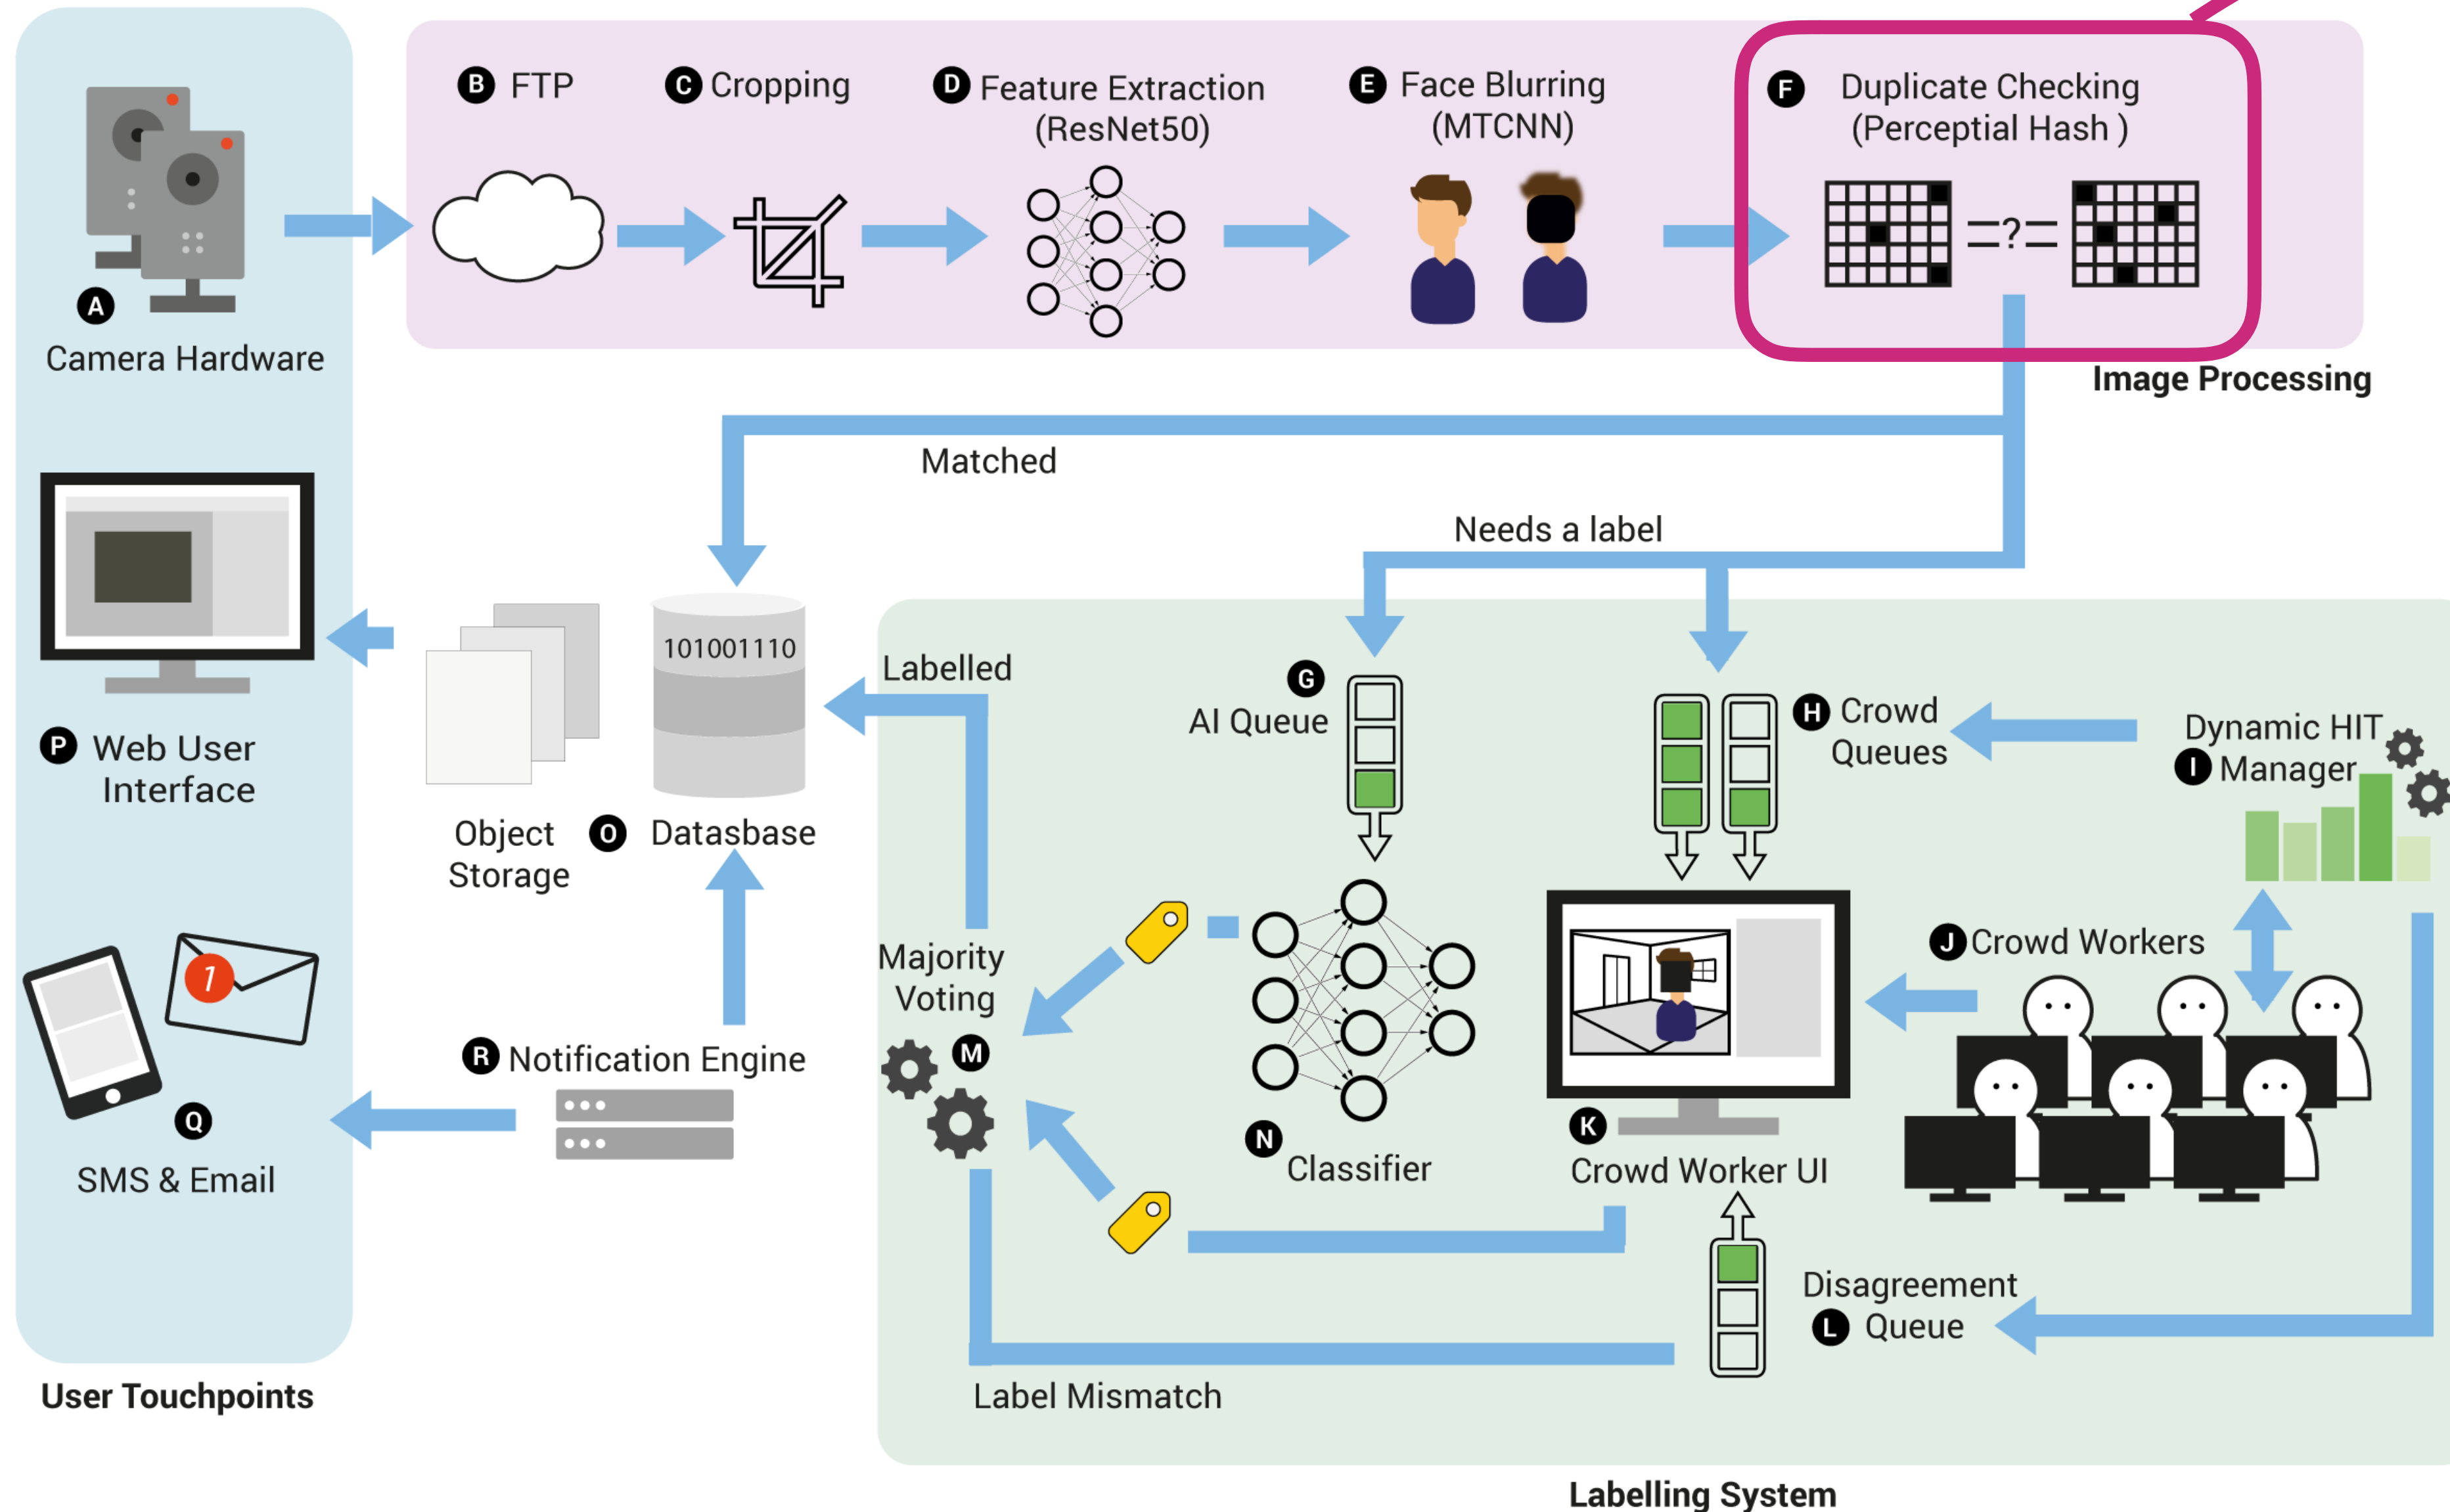 B FTP
C Cropping
D Feature Extraction
(ResNet50)
E Face Blurring
(MTCNN)
F Duplicate Checking
(Perceptial Hash )
=?=
A
Camera Hardware
Image Processing
Matched
Needs a label
101001110
Labelled
G
AI Queue
H Crowd
Queues
Dynamic HIT
I Manager
P Web User
Interface
Object
Storage
O Datasbase
J Crowd Workers
Majority
Voting
M
1
R Notification Engine
Q
SMS & Email
N
Classifier
K
Crowd Worker UI
Disagreement
L Queue
Label Mismatch
User Touchpoints
Labelling System